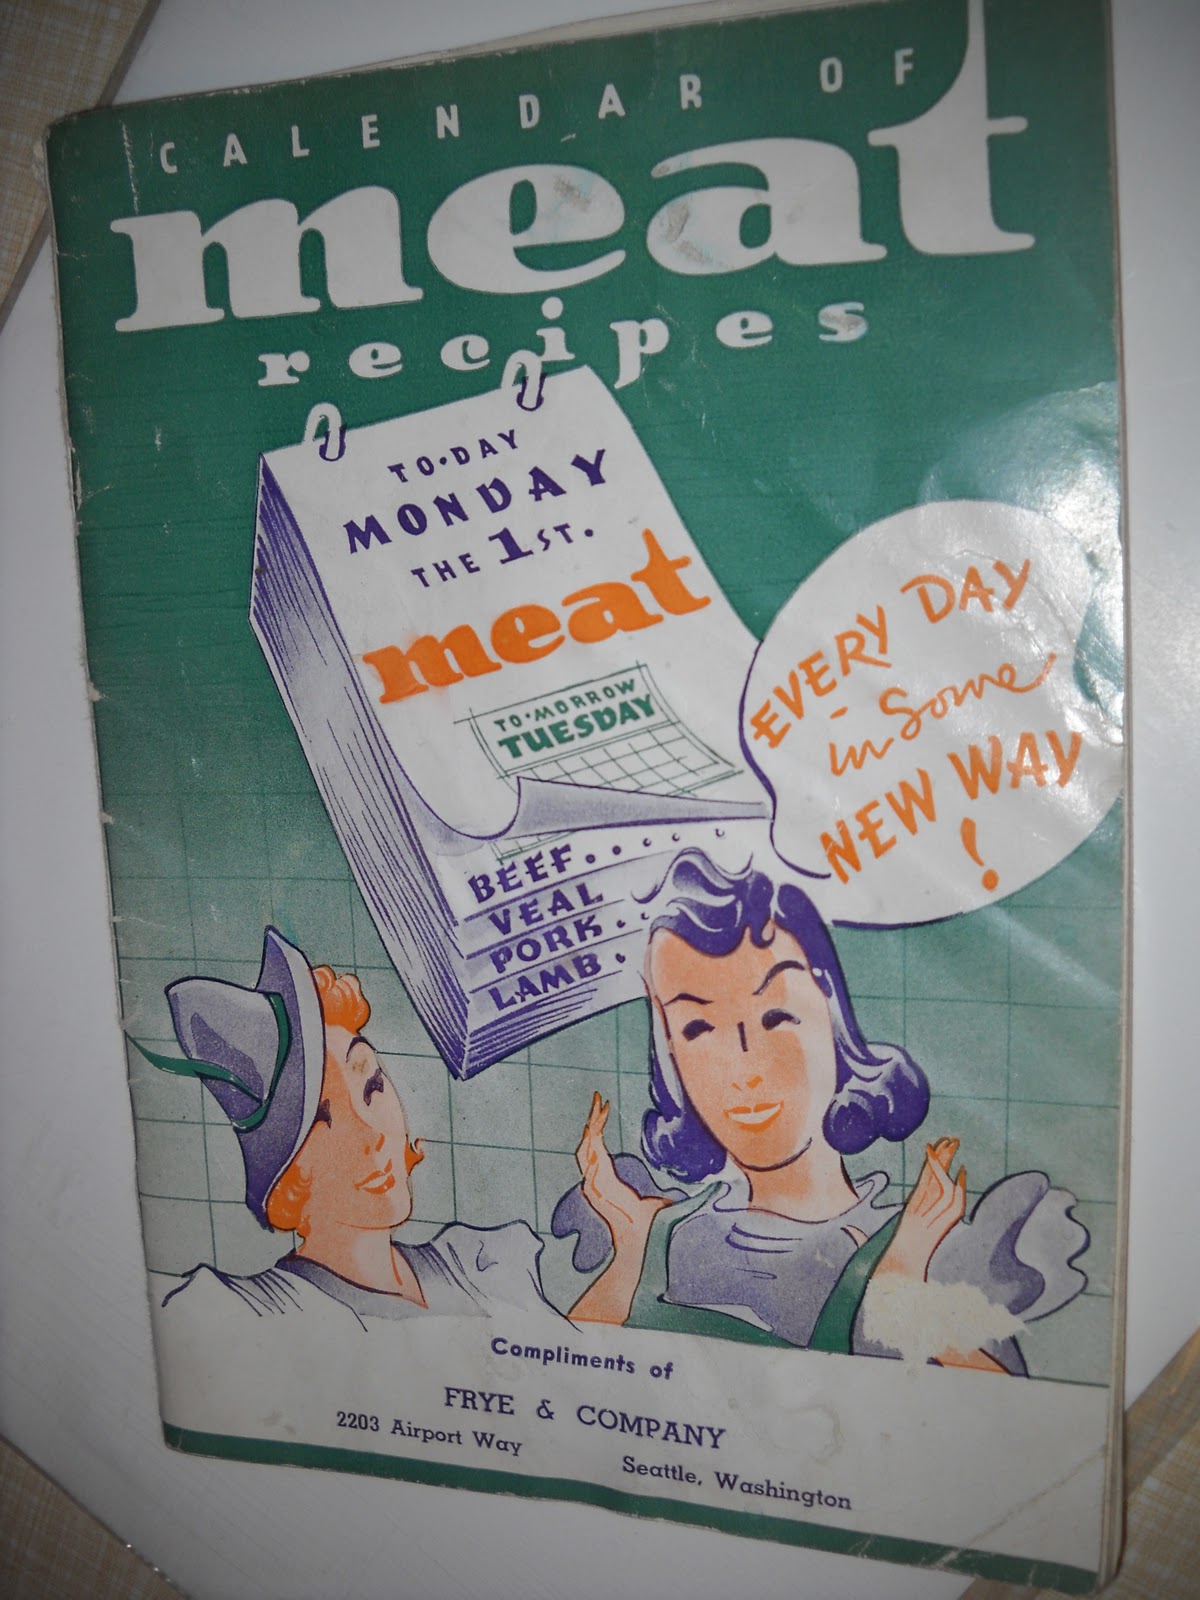 CALENDAR OF
meat
recipes
TO·DAY
MONDAY
THE 1ST.
meat
TO·MORROW
TUESDAY
BEEF.....
VEAL
PORK..
LAMB.
EVERY DAY
- in Some
NEW WAY
!
Compliments of
FRYE & COMPANY
2203 Airport Way Seattle, Washington